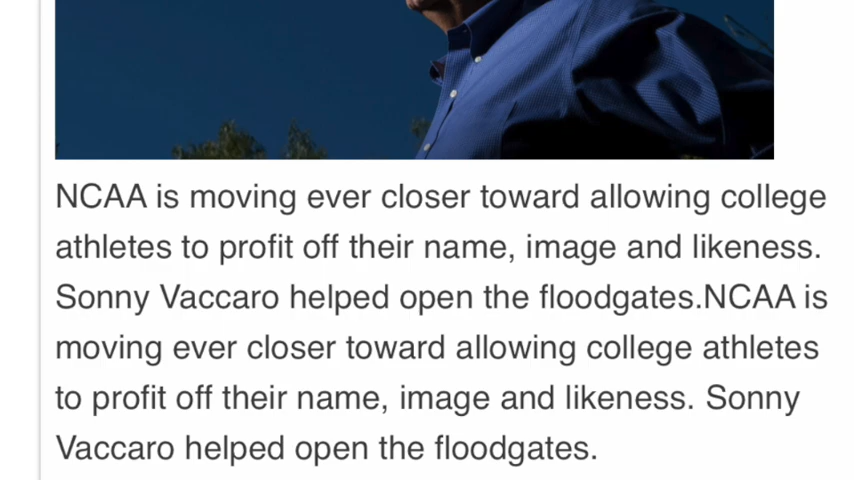 NCAA is moving ever closer toward allowing college
athletes to profit off their name, image and likeness.
Sonny Vaccaro helped open the floodgates.NCAA is
moving ever closer toward allowing college athletes
to profit off their name, image and likeness. Sonny
Vaccaro helped open the floodgates.